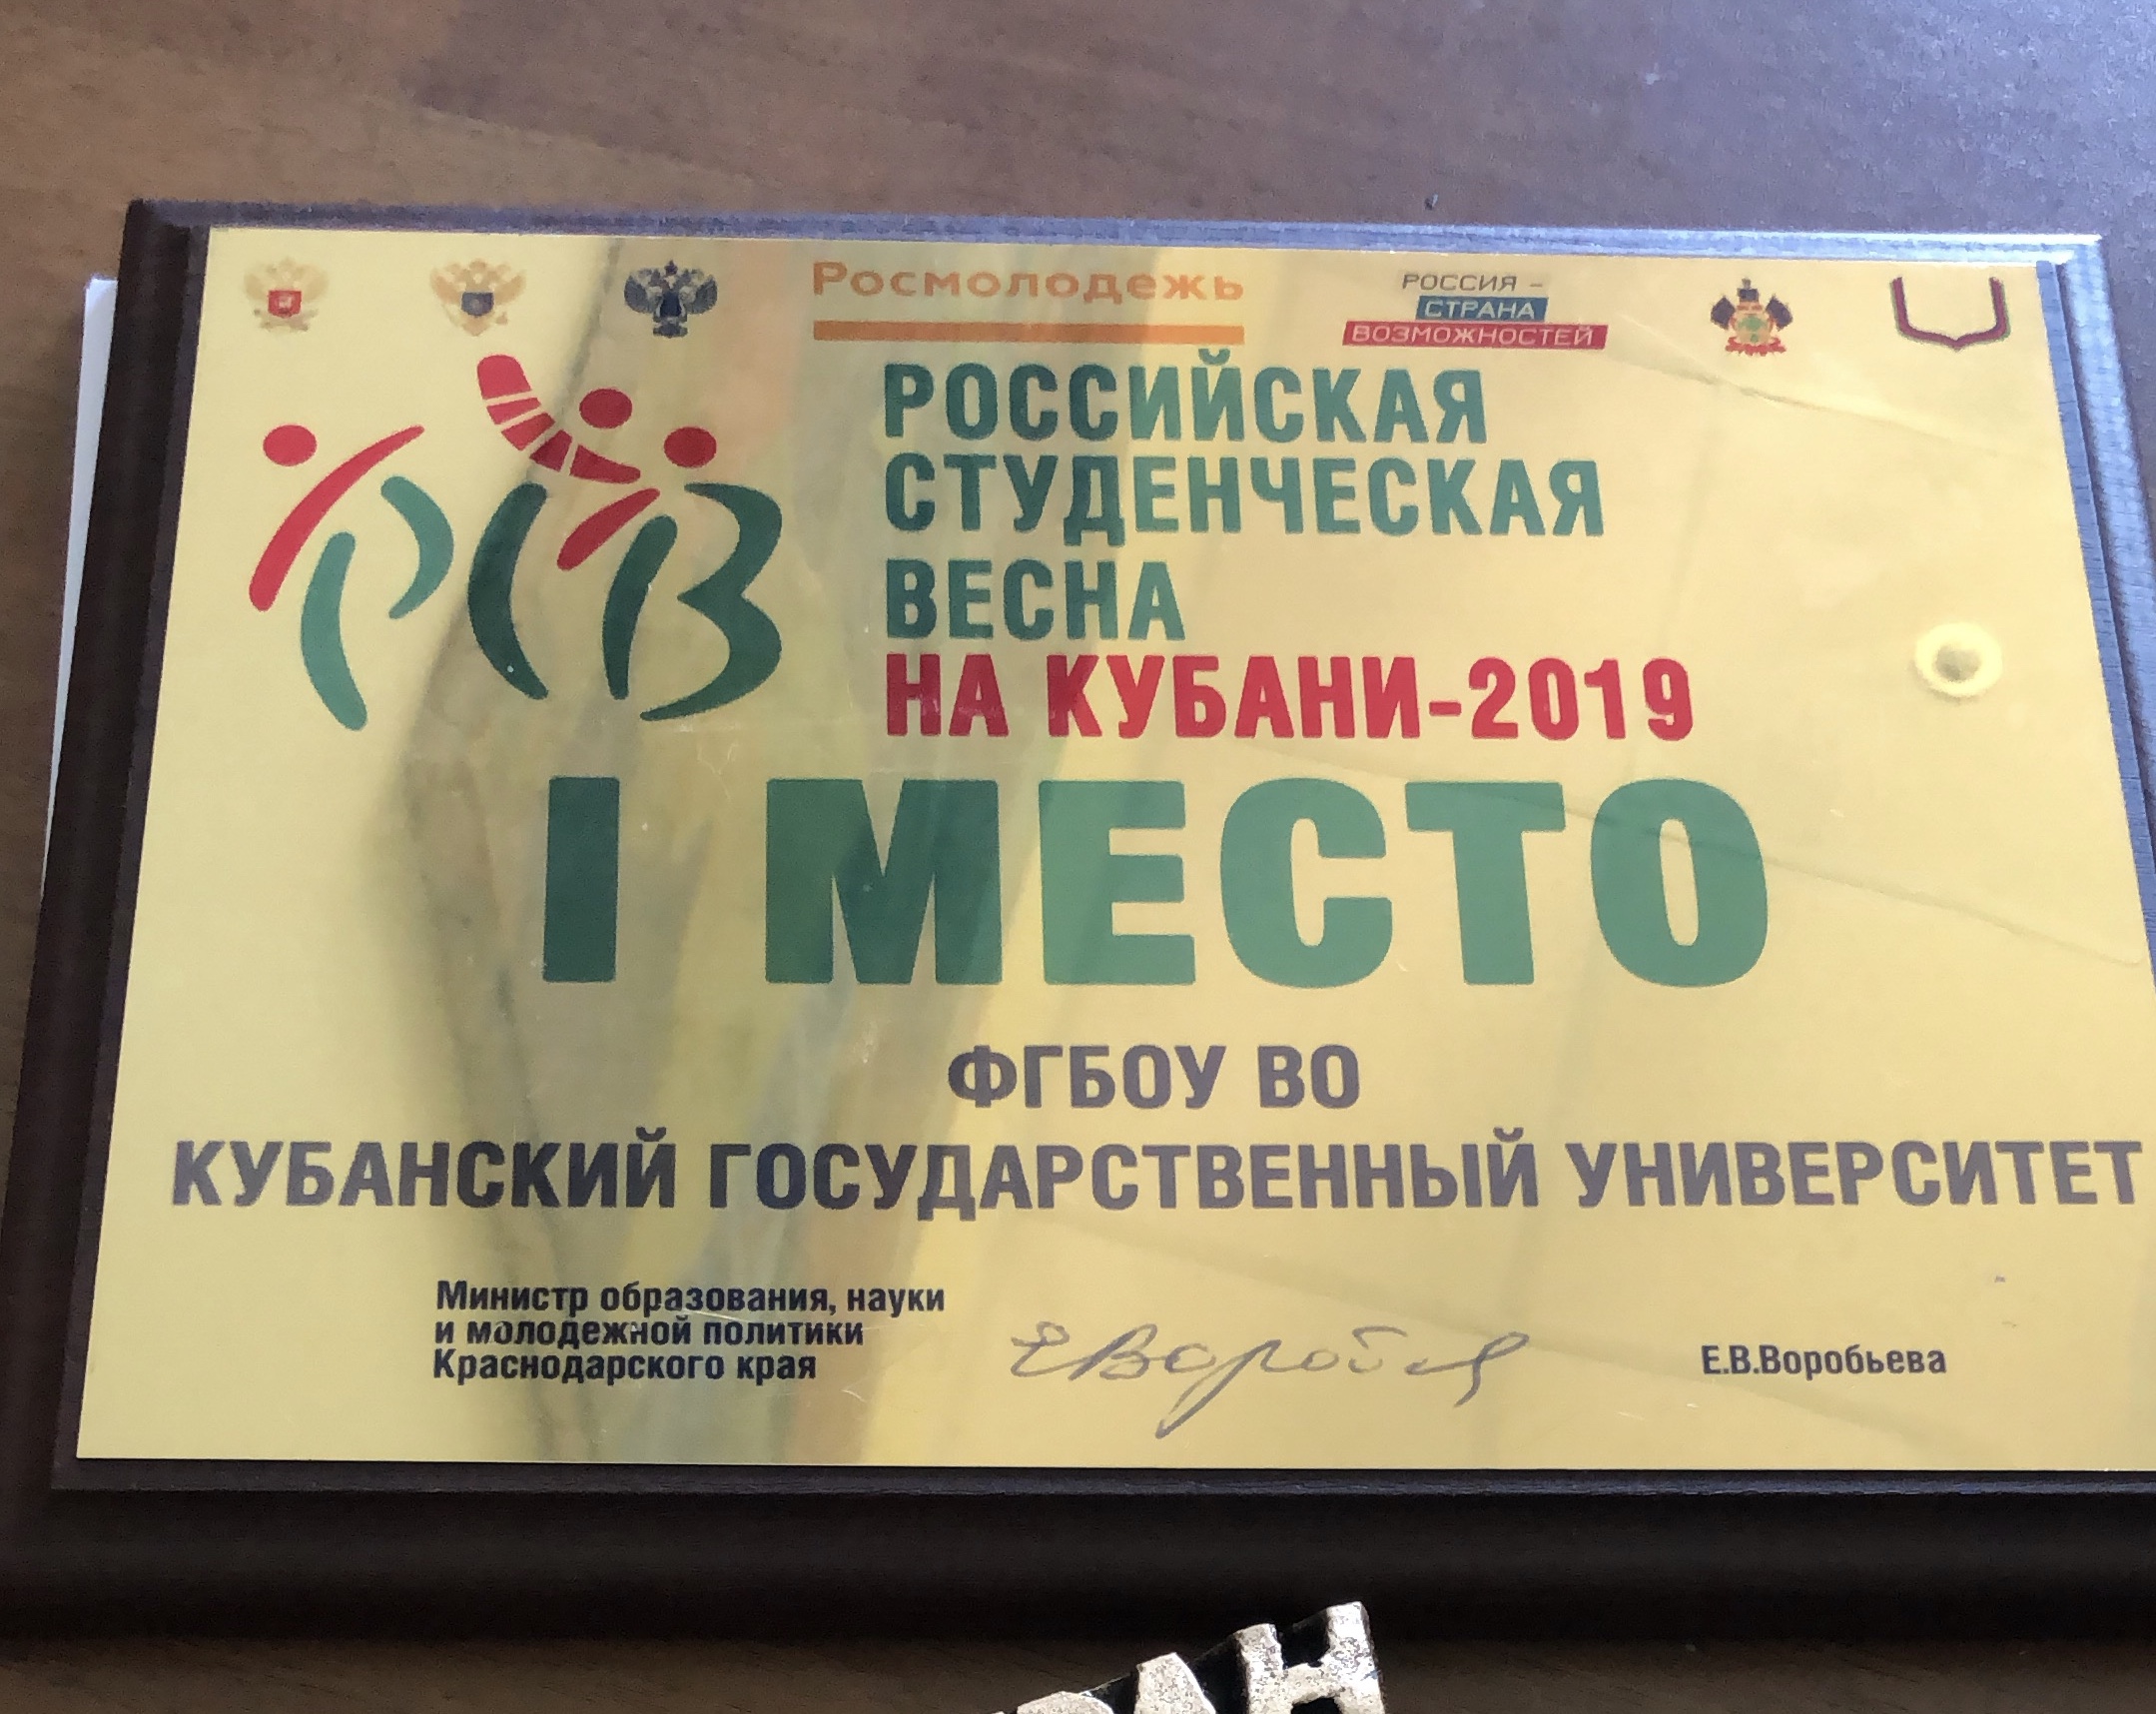 Росмолодежь
РОССИЯ –
СТРАНА
ВОЗМОЖНОСТЕЙ
РСВ
РОССИЙСКАЯ
СТУДЕНЧЕСКАЯ
ВЕСНА
НА КУБАНИ-2019
I МЕСТО
ФГБОУ ВО
КУБАНСКИЙ ГОСУДАРСТВЕННЫЙ УНИВЕРСИТЕТ
Министр образования, науки
и молодежной политики
Краснодарского края
Е.В.Воробьева